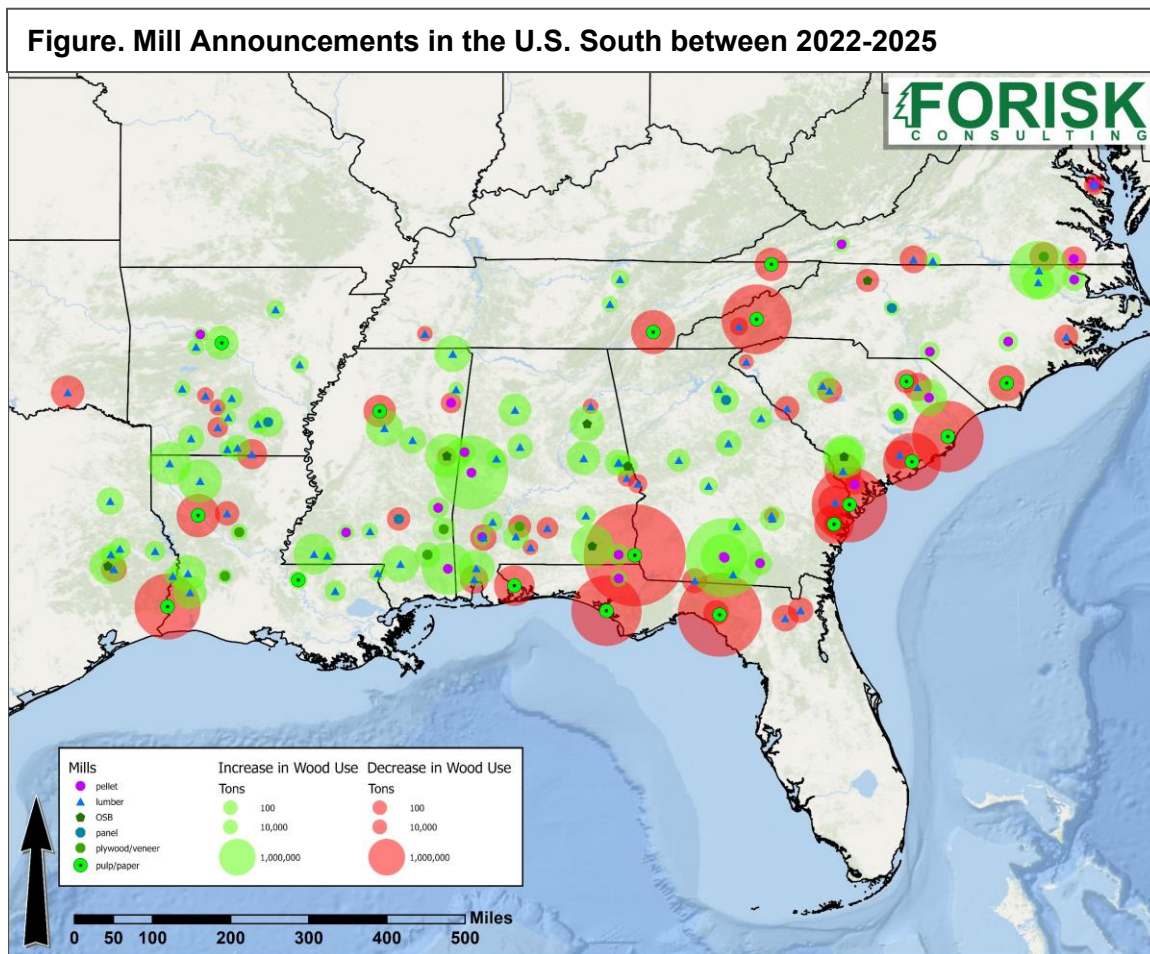 Figure. Mill Announcements in the U.S. South between 2022-2025
FORISK
CONSULTING
Mills
pellet
lumber
OSB
panel
plywood/veneer
pulp/paper
Increase in Wood Use
Tons
100
10,000
1,000,000
Decrease in Wood Use
Tons
100
10,000
1,000,000
Miles
0 50 100 200 300 400 500